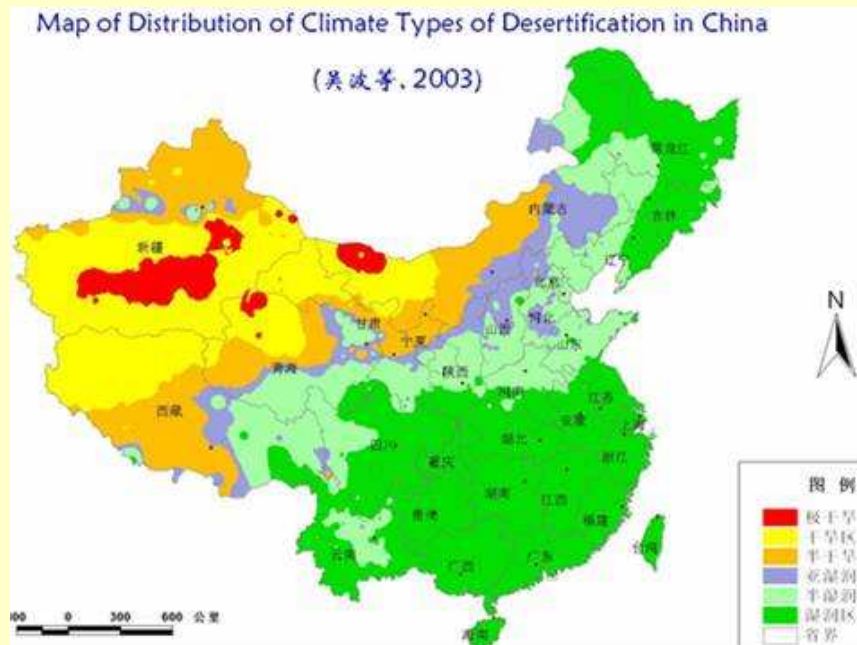 Map of Distribution of Climate Types of Desertification in China
(吴波等, 2003)
黑龙江
内蒙古
吉林
新疆
辽宁
北京
甘肃
宁夏
山西
河北
山东
青海
陕西
河南
江苏
西藏
安徽
上海
四川
重庆
湖北
浙江
湖南
江西
贵州
福建
云南
广西
广东
台湾
海南
N
0 300 600 公里
图 例
极干旱
干旱区
半干旱
亚湿润
半湿润
湿润区
省界